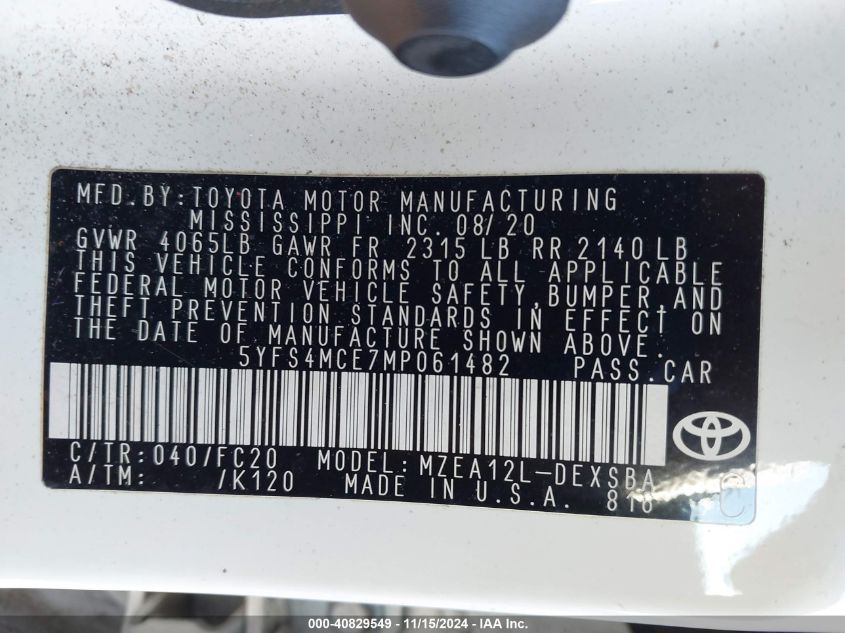 MFD.BY:TOYOTA MOTOR MANUFACTURING
MISSISSIPPI INC. 08/20
GVWR 4065LB GAWR FR 2315 LB RR 2140 LB
THIS VEHICLE CONFORMS TO ALL APPLICABLE
FEDERAL MOTOR VEHICLE SAFETY,BUMPER,AND
THEFT PREVENTION STANDARDS IN EFFECT ON
THE DATE OF MANUFACTURE SHOWN ABOVE.
5YFS4MCE7MP061482 PASS.CAR
C/TR:040/FC20 MODEL:MZEA12L-DEXSBA
A/TM: /K120 MADE IN U.S.A. 810
C
000-40829549 - 11/15/2024 - IAA Inc.